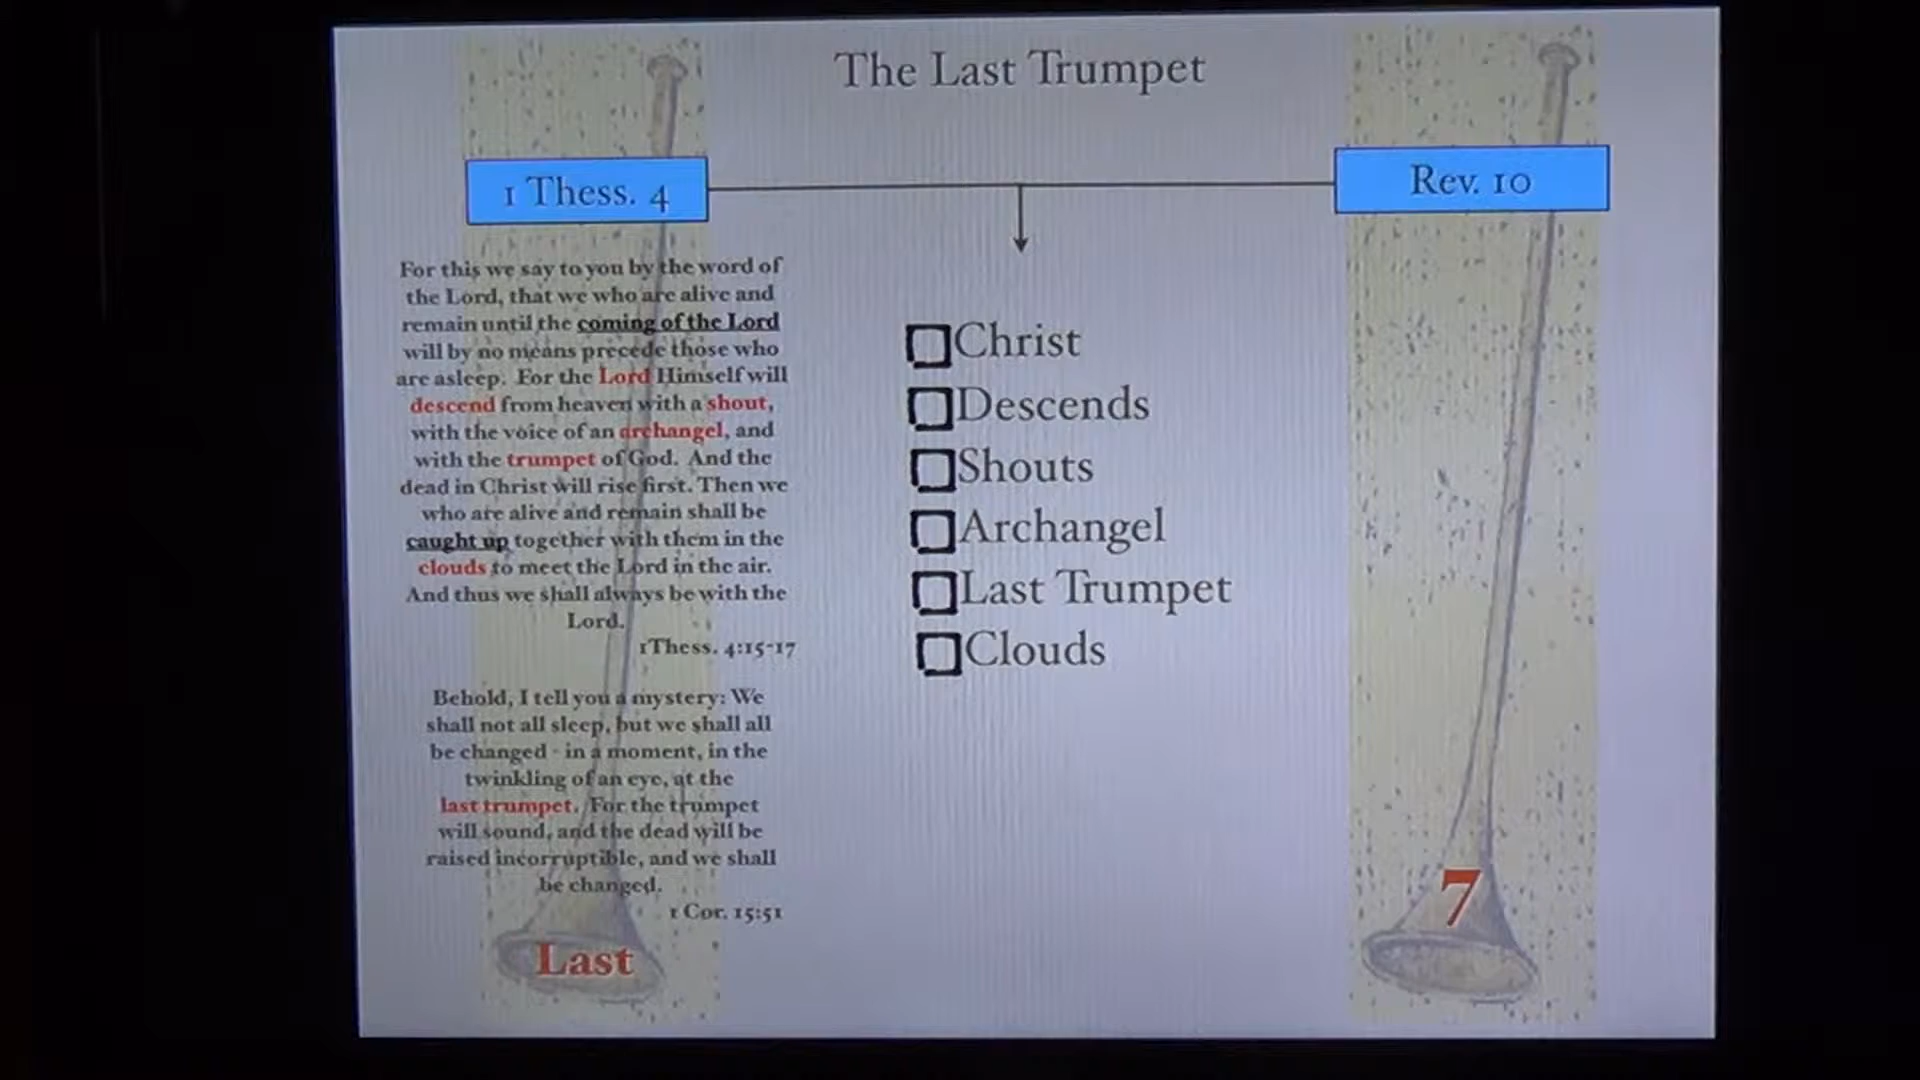 The Last Trumpet
1 Thess. 4
Rev. 10
For this we say to you by the word of
the Lord, that we who are alive and
remain until the coming of the Lord
will by no means precede those who
are asleep. For the Lord Himself will
descend from heaven with a shout,
with the voice of an archangel, and
with the trumpet of God. And the
dead in Christ will rise first. Then we
who are alive and remain shall be
caught up together with them in the
clouds to meet the Lord in the air.
And thus we shall always be with the
Lord.
1Thess. 4:15-17
Behold, I tell you a mystery: We
shall not all sleep, but we shall all
be changed - in a moment, in the
twinkling of an eye, at the
last trumpet. For the trumpet
will sound, and the dead will be
raised incorruptible, and we shall
be changed.
1 Cor. 15:51
Last
Christ
Descends
Shouts
Archangel
Last Trumpet
Clouds
7